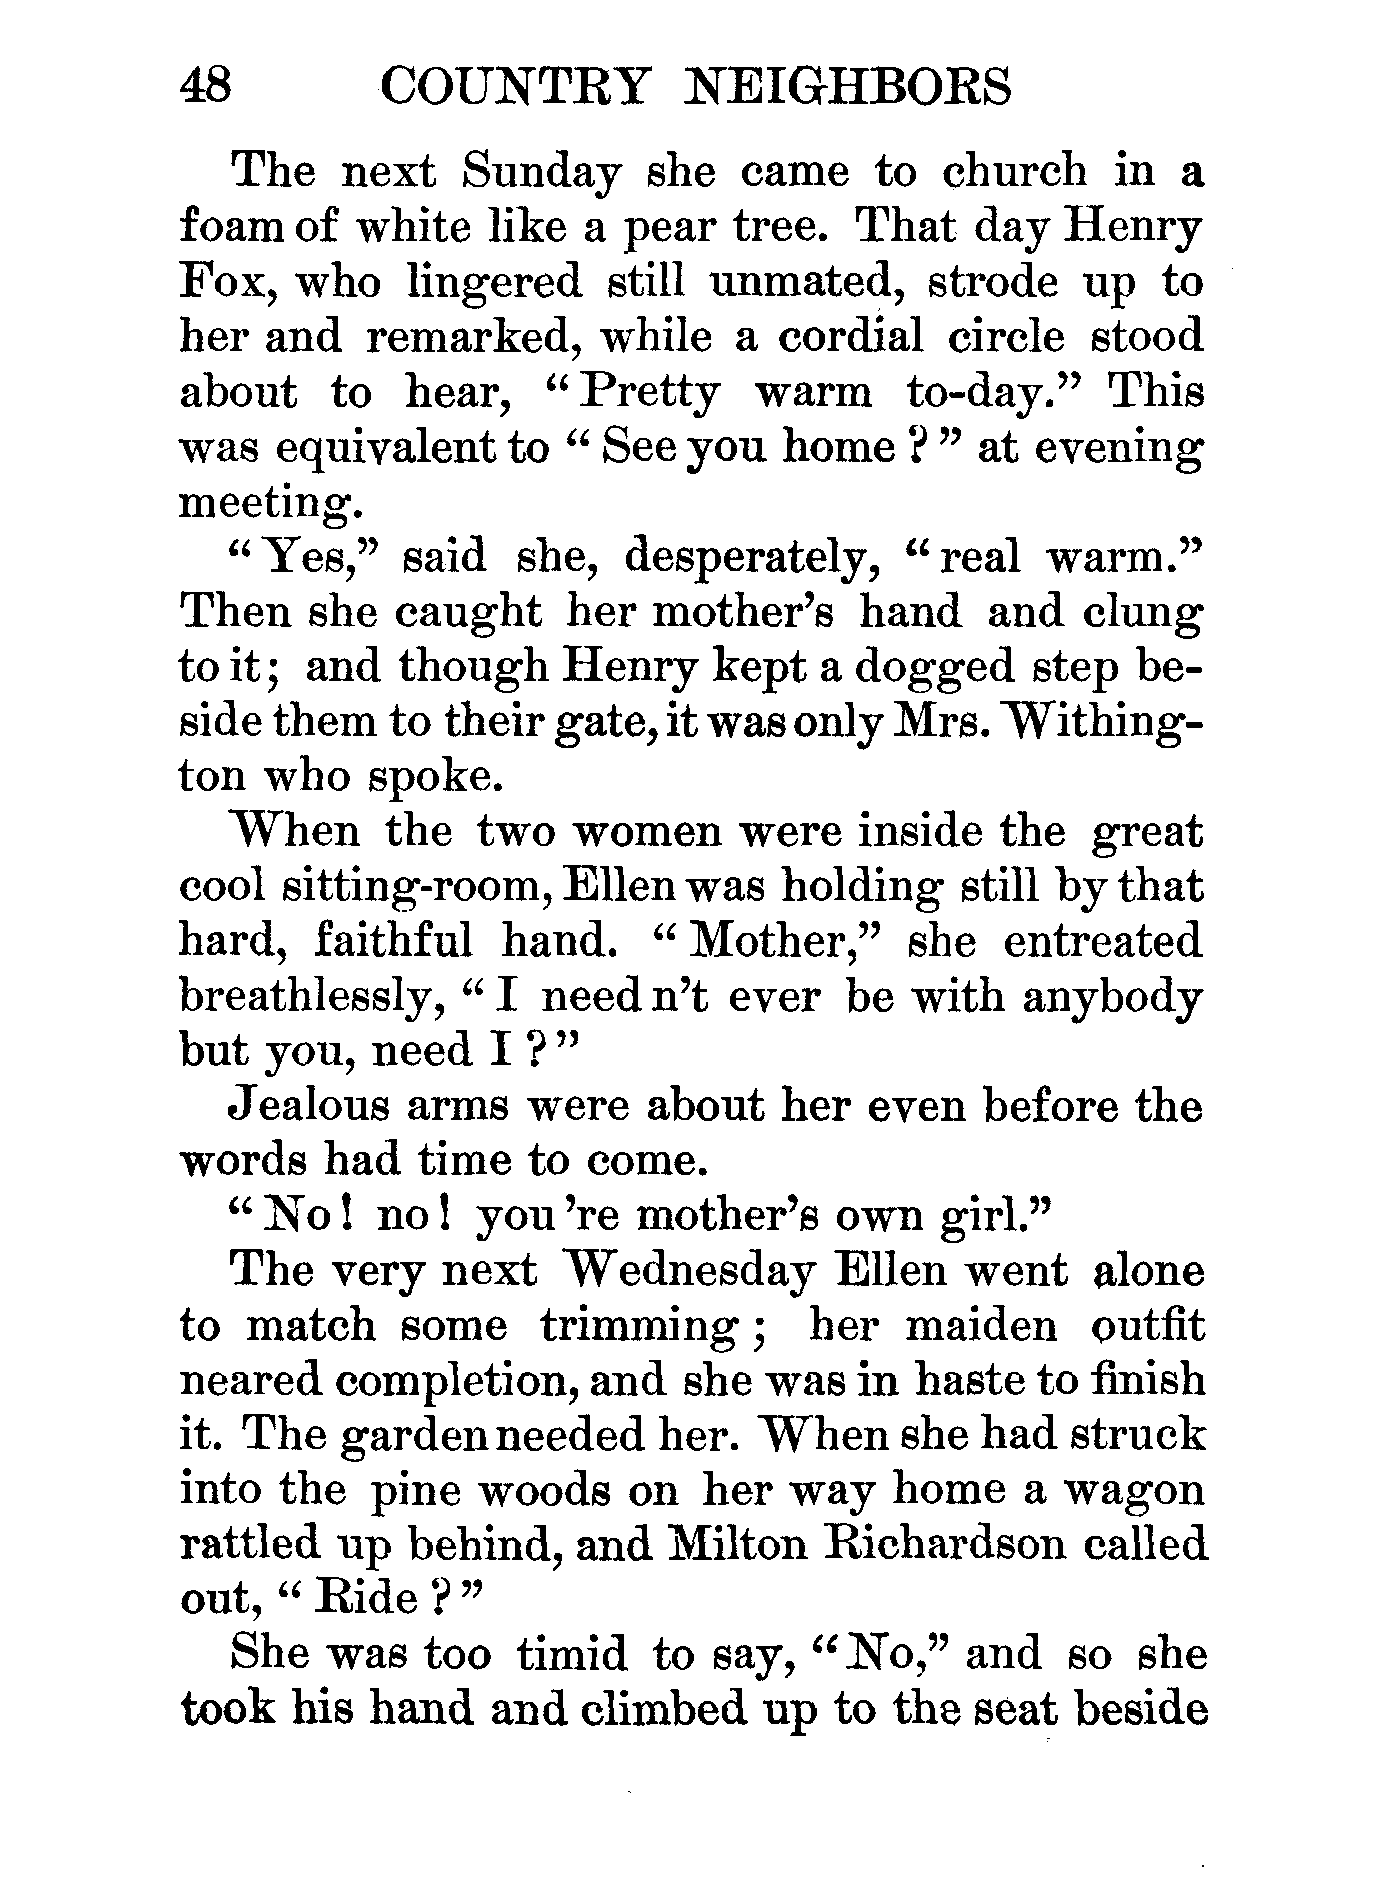 48 COUNTRY NEIGHBORS
The next Sunday she came to church in a
foam of white like a pear tree. That day Henry
Fox, who lingered still unmated, strode up to
her and remarked, while a cordial circle stood
about to hear, “Pretty warm to-day.” This
was equivalent to “See you home?” at evening
meeting.
“Yes,” said she, desperately, “real warm.”
Then she caught her mother’s hand and clung
to it; and though Henry kept a dogged step be-
side them to their gate, it was only Mrs. Withing-
ton who spoke.
When the two women were inside the great
cool sitting-room, Ellen was holding still by that
hard, faithful hand. “Mother,” she entreated
breathlessly, “I need n’t ever be with anybody
but you, need I?”
Jealous arms were about her even before the
words had time to come.
“No! no! you ’re mother’s own girl.”
The very next Wednesday Ellen went alone
to match some trimming; her maiden outfit
neared completion, and she was in haste to finish
it. The garden needed her. When she had struck
into the pine woods on her way home a wagon
rattled up behind, and Milton Richardson called
out, “Ride?”
She was too timid to say, “No,” and so she
took his hand and climbed up to the seat beside